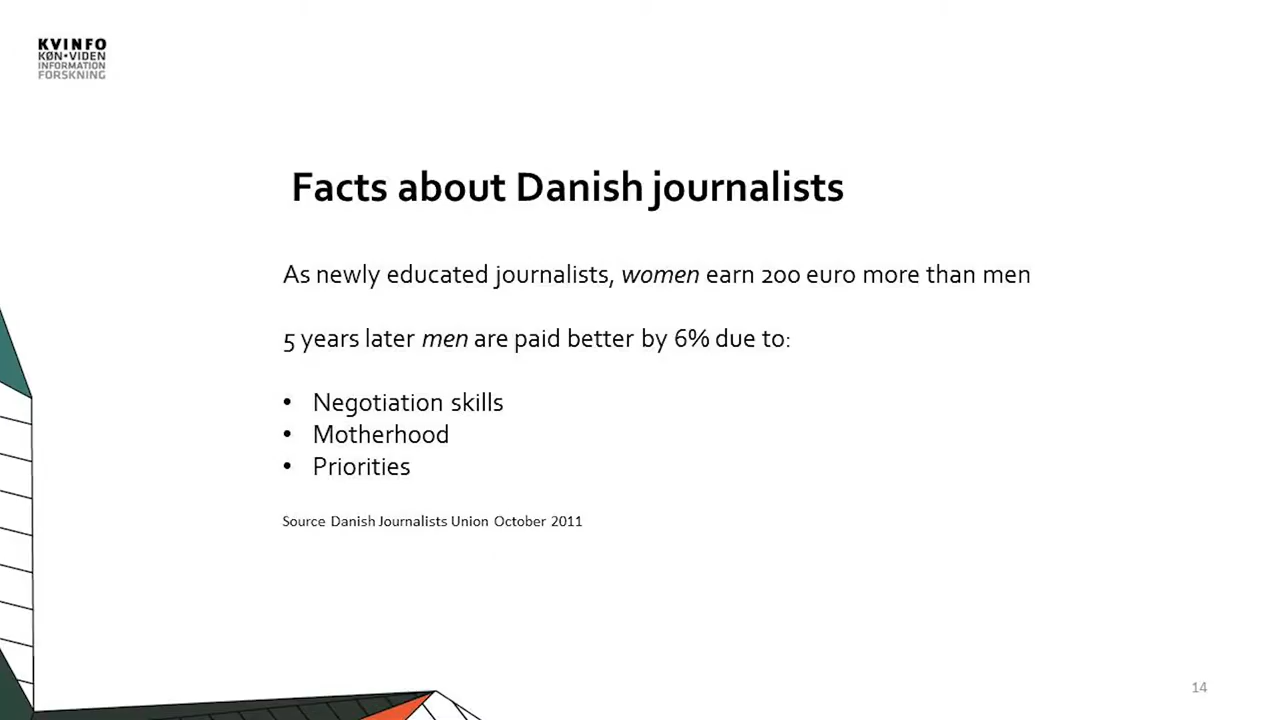 KVINFO
KØN•VIDEN
INFORMATION
FORSKNING
Facts about Danish journalists
As newly educated journalists, women earn 200 euro more than men
5 years later men are paid better by 6% due to:
• Negotiation skills
• Motherhood
• Priorities
Source Danish Journalists Union October 2011
14